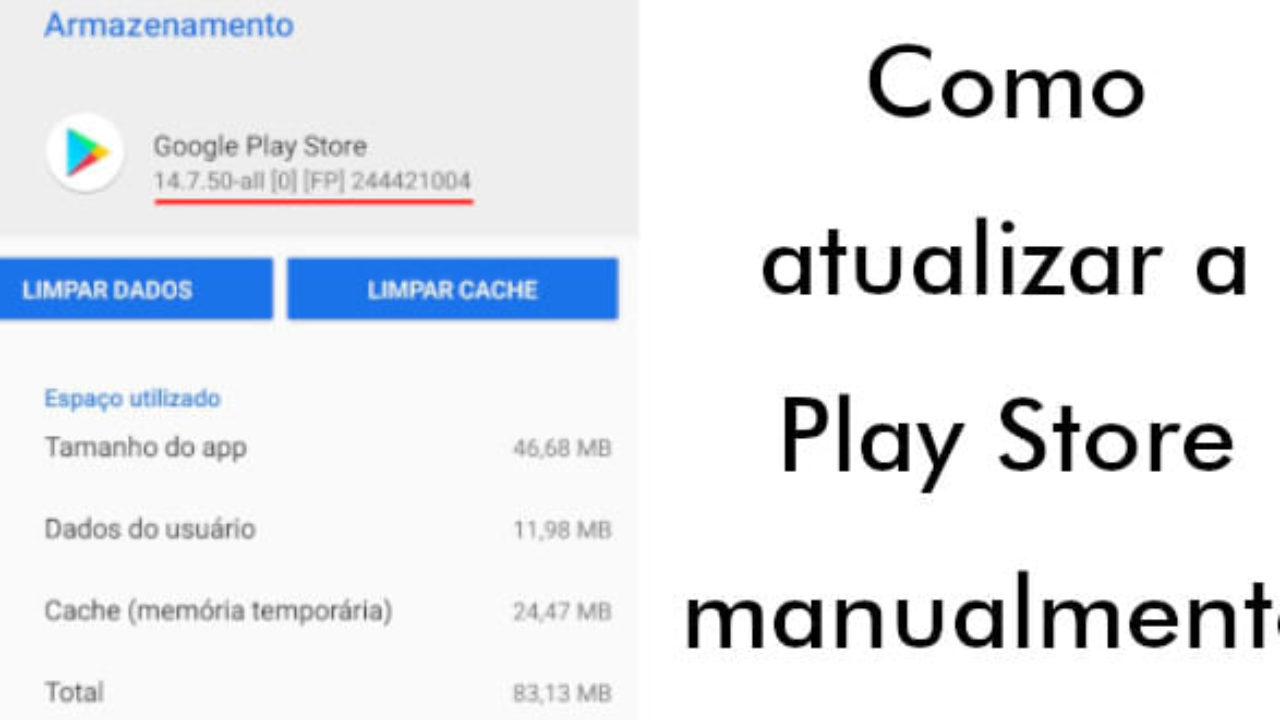 Armazenamento
Google Play Store
14.7.50-all [0] [FP] 244421004
LIMPAR DADOS
LIMPAR CACHE
Espaço utilizado
Tamanho do app 46,68 MB
Dados do usuário 11,98 MB
Cache (memória temporária) 24,47 MB
Total 83,13 MB
Como
atualizar a
Play Store
manualmente